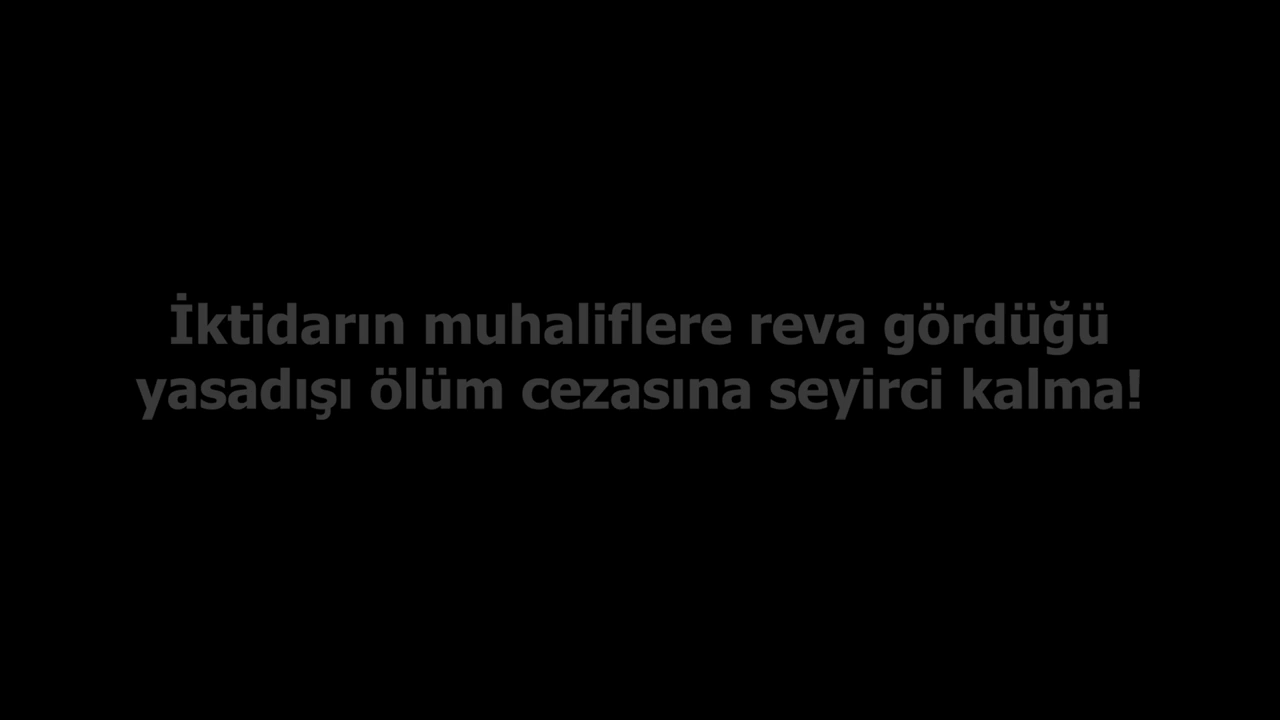 İktidarın muhaliflere reva gördüğü
yasadışı ölüm cezasına seyirci kalma!